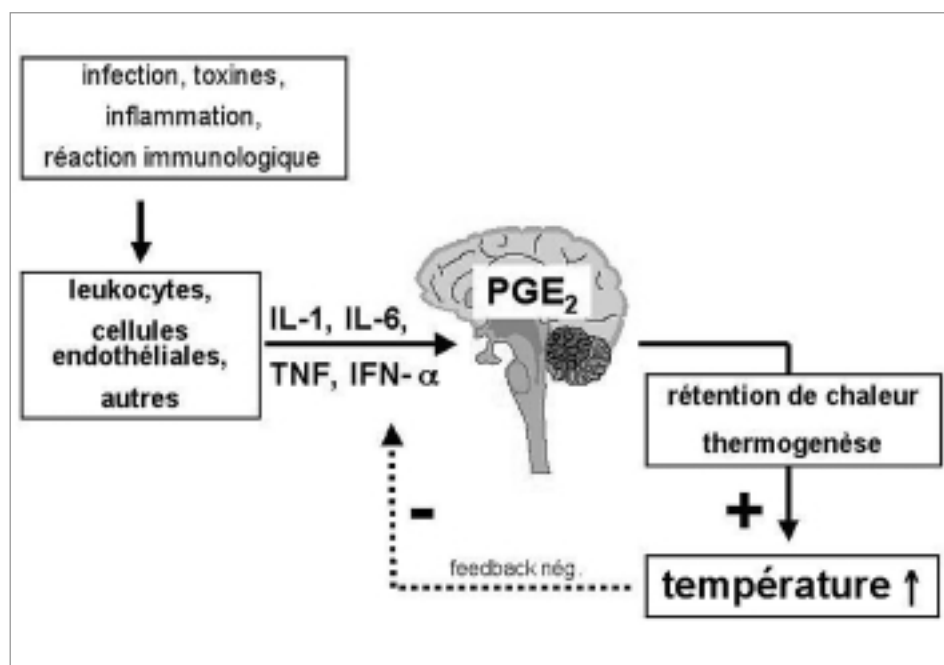 infection, toxines,
inflammation,
réaction immunologique
leukocytes,
cellules
endothéliales,
autres
IL-1, IL-6,
TNF, IFN- α
PGE₂
rétention de chaleur
thermogenèse
+
-
feedback nég.
température ↑